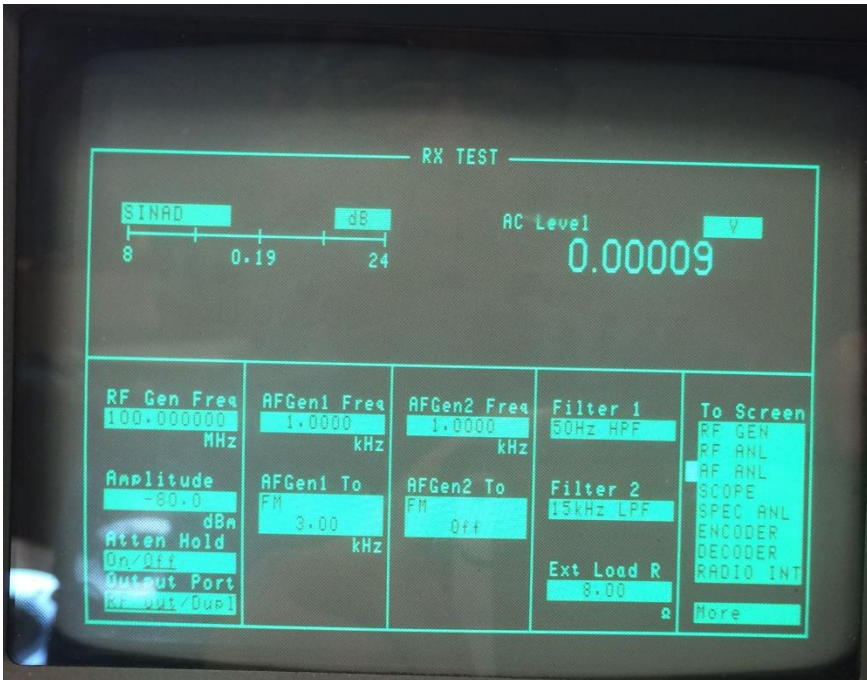 RX TEST
SINAD
dB
8
0.19
24
AC Level
V
0.00009
RF Gen Freq
100.000000
MHz
Amplitude
-80.0
dBm
Atten Hold
On/Off
Output Port
RF Out/Dupl
AFGen1 Freq
1.0000
kHz
AFGen1 To
FM
3.00
kHz
AFGen2 Freq
1.0000
kHz
AFGen2 To
FM
Off
Filter 1
50Hz HPF
Filter 2
15kHz LPF
Ext Load R
8.00
Ω
To Screen
RF GEN
RF ANL
AF ANL
SCOPE
SPEC ANL
ENCODER
DECODER
RADIO INT
More